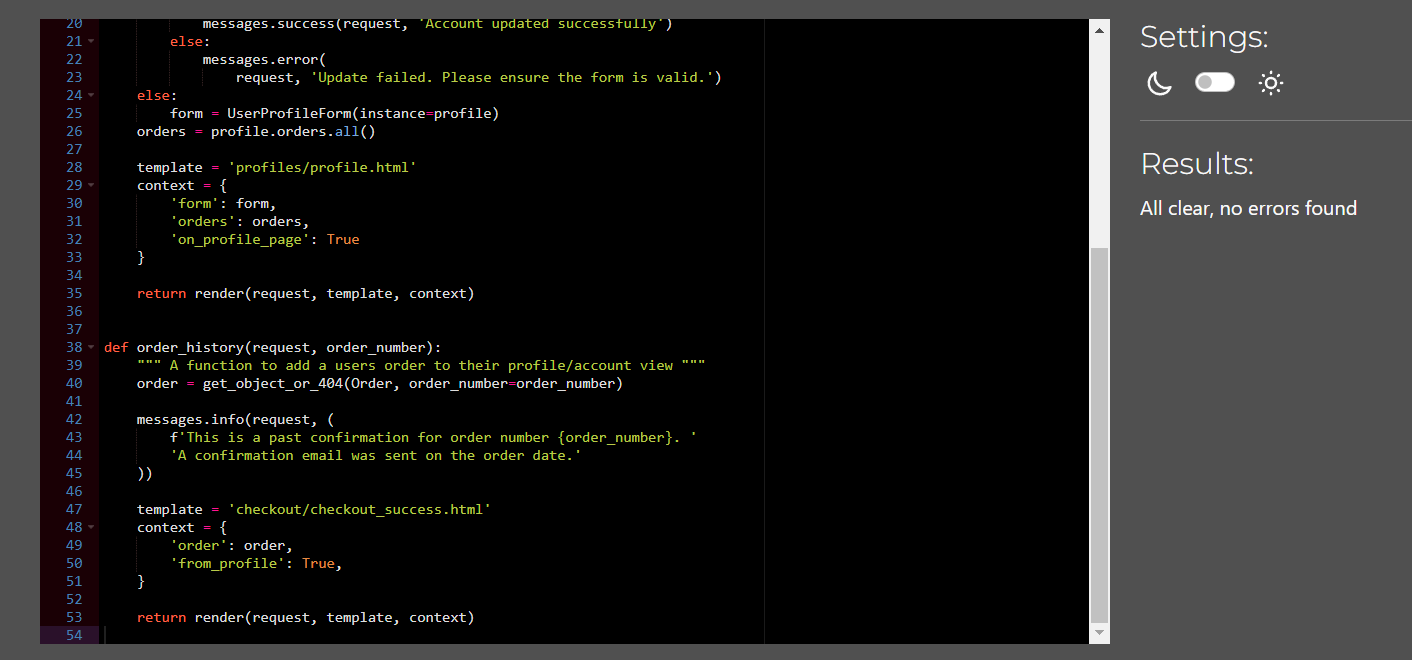 20             messages.success(request, 'Account updated successfully')
21         else:
22             messages.error(
23                 request, 'Update failed. Please ensure the form is valid.')
24     else:
25         form = UserProfileForm(instance=profile)
26     orders = profile.orders.all()
27
28     template = 'profiles/profile.html'
29     context = {
30         'form': form,
31         'orders': orders,
32         'on_profile_page': True
33     }
34
35     return render(request, template, context)
36
37
38 def order_history(request, order_number):
39     """ A function to add a users order to their profile/account view """
40     order = get_object_or_404(Order, order_number=order_number)
41
42     messages.info(request, (
43         f'This is a past confirmation for order number {order_number}. '
44         'A confirmation email was sent on the order date.'
45     ))
46
47     template = 'checkout/checkout_success.html'
48     context = {
49         'order': order,
50         'from_profile': True,
51     }
52
53     return render(request, template, context)
54
Settings:
Results:
All clear, no errors found